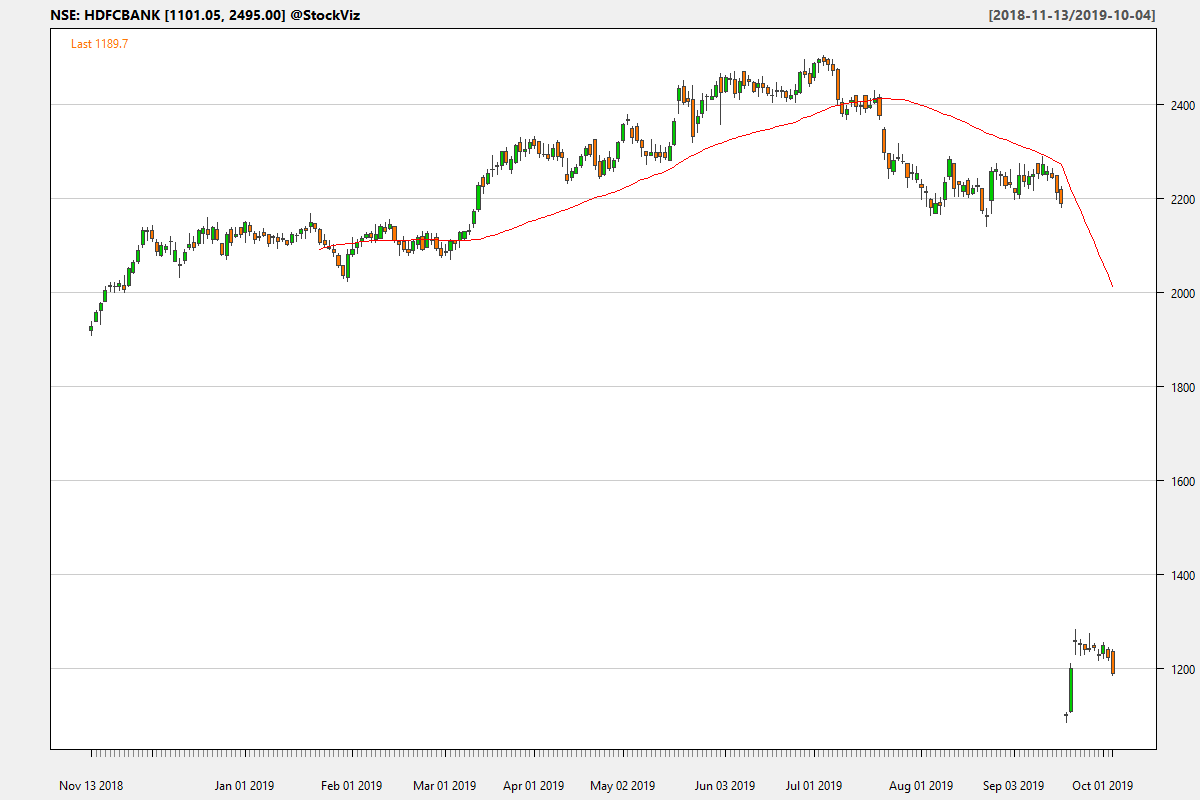 NSE: HDFCBANK [1101.05, 2495.00] @StockViz [2018-11-13/2019-10-04]
Last 1189.7
2400
2200
2000
1800
1600
1400
1200
Nov 13 2018 Jan 01 2019 Feb 01 2019 Mar 01 2019 Apr 01 2019 May 02 2019 Jun 03 2019 Jul 01 2019 Aug 01 2019 Sep 03 2019 Oct 01 2019